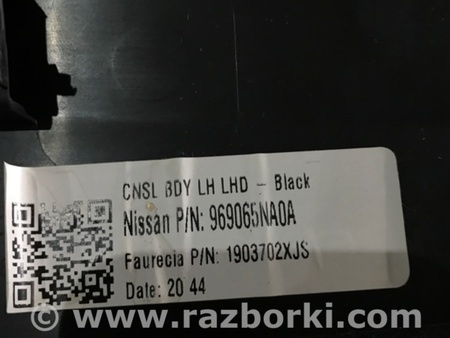 CNSL BDY LH LHD - Black
Nissan P/N: 969065NA0A
Faurecia P/N: 1903702XJS
Date: 20 44
© www.razborki.com